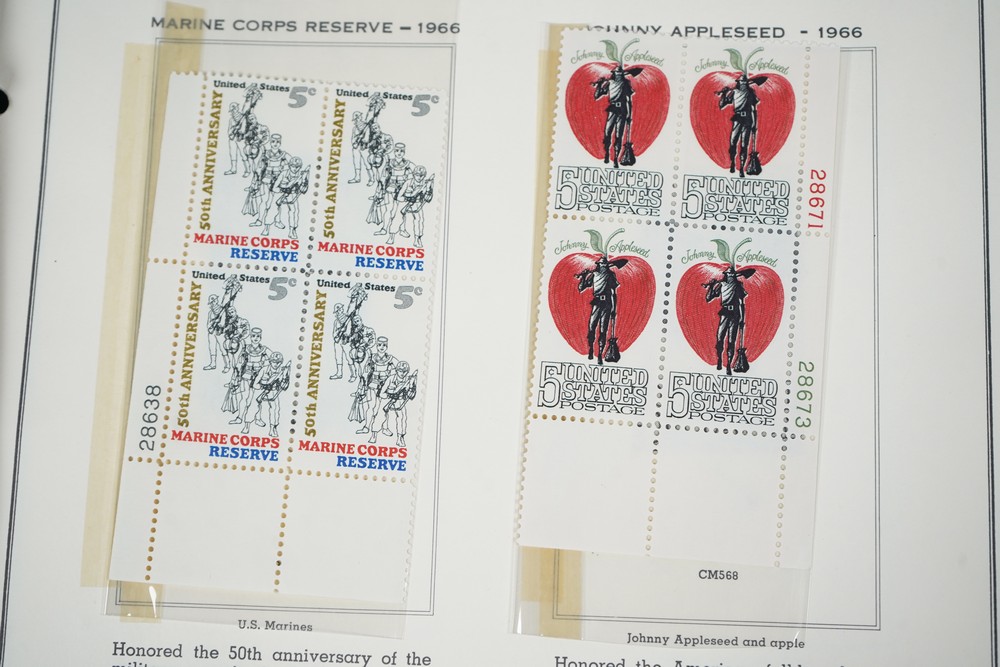 MARINE CORPS RESERVE – 1966
United States 5c
50th ANNIVERSARY
MARINE CORPS
RESERVE
United States 5c
50th ANNIVERSARY
MARINE CORPS
RESERVE
United States 5c
50th ANNIVERSARY
MARINE CORPS
RESERVE
United States 5c
50th ANNIVERSARY
MARINE CORPS
RESERVE
28638
U.S. Marines
Honored the 50th anniversary of the
JOHNNY APPLESEED - 1966
Johnny Appleseed
5 UNITED
STATES
POSTAGE
Johnny Appleseed
5 UNITED
STATES
POSTAGE
28671
Johnny Appleseed
5 UNITED
STATES
POSTAGE
Johnny Appleseed
5 UNITED
STATES
POSTAGE
28673
CM568
Johnny Appleseed and apple
Honored the American